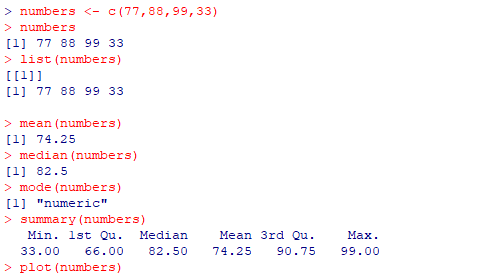 > numbers <- c(77,88,99,33)
> numbers
[1] 77 88 99 33
> list(numbers)
[[1]]
[1] 77 88 99 33
> mean(numbers)
[1] 74.25
> median(numbers)
[1] 82.5
> mode(numbers)
[1] "numeric"
> summary(numbers)
   Min. 1st Qu.  Median    Mean 3rd Qu.    Max.
  33.00   66.00   82.50   74.25   90.75   99.00
> plot(numbers)